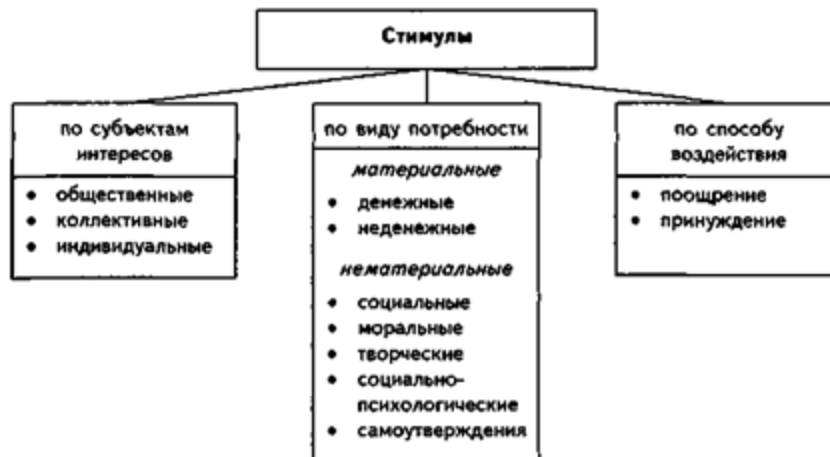 Стимулы
по субъектам
интересов
• общественные
• коллективные
• индивидуальные
по виду потребности
материальные
• денежные
• неденежные
нематериальные
• социальные
• моральные
• творческие
• социально-
психологические
• самоутверждения
по способу
воздействия
• поощрение
• принуждение